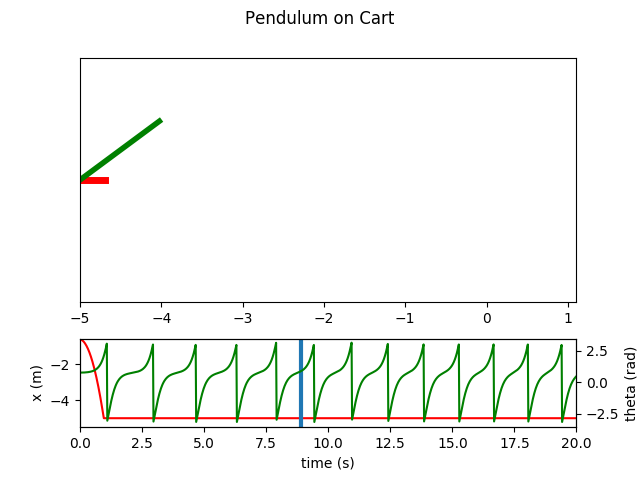 Pendulum on Cart
−5 −4 −3 −2 −1 0 1
−2
−4
x (m)
2.5
0.0
−2.5
theta (rad)
0.0 2.5 5.0 7.5 10.0 12.5 15.0 17.5 20.0
time (s)